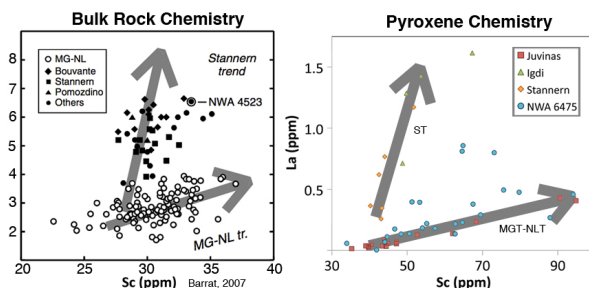 Bulk Rock Chemistry
8
7
6
5
4
3
2
MG-NL
Bouvante
Stannern
Pomozdino
Others
Stannern
trend
NWA 4523
MG-NL tr.
20
25
30
35
40
Sc (ppm)
Barrat, 2007
Pyroxene Chemistry
La (ppm)
1.5
1.0
0.5
Juvinas
Igdi
Stannern
NWA 6475
ST
MGT-NLT
30
50
70
90
Sc (ppm)